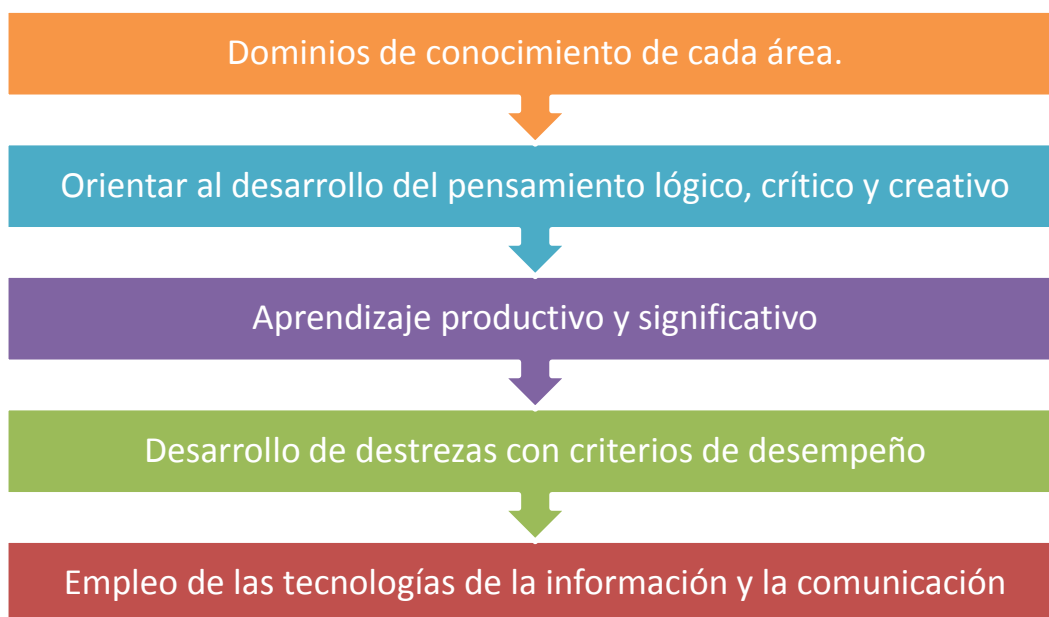 Dominios de conocimiento de cada área.
Orientar al desarrollo del pensamiento lógico, crítico y creativo
Aprendizaje productivo y significativo
Desarrollo de destrezas con criterios de desempeño
Empleo de las tecnologías de la información y la comunicación